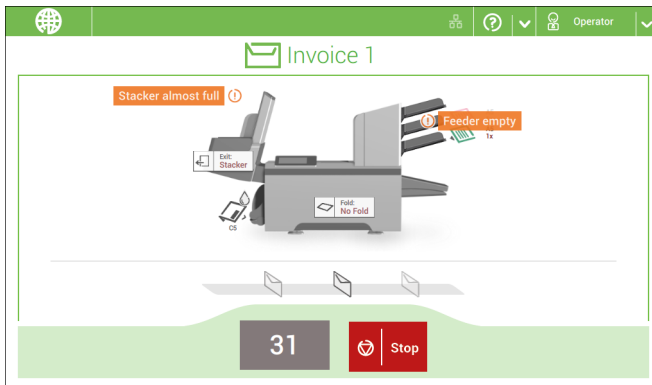 Operator
Invoice 1
Stacker almost full
Feeder empty
1x
Exit:
Stacker
Fold:
No Fold
C5
31
Stop